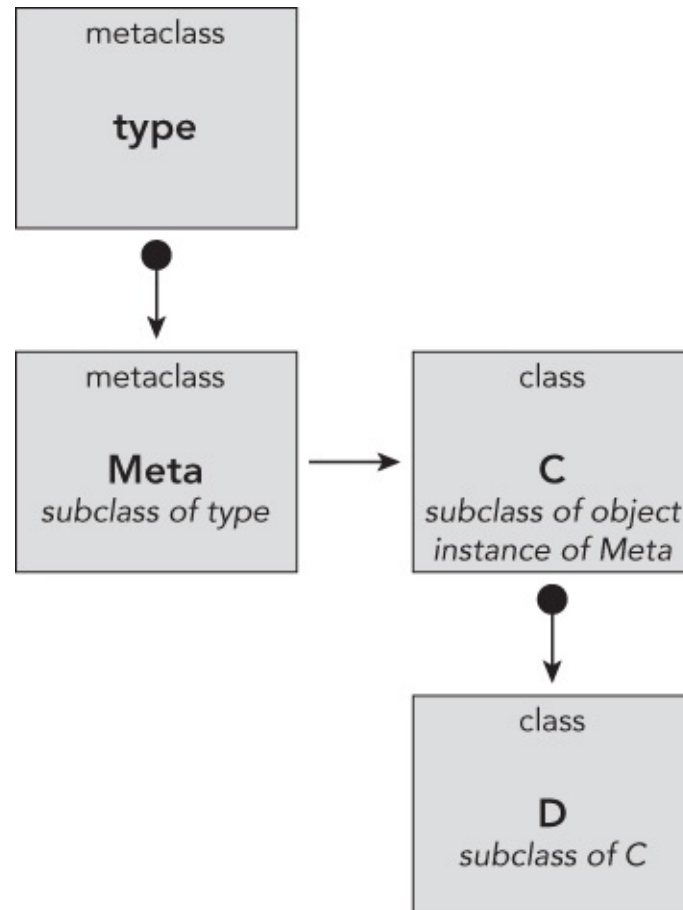 metaclass
type
metaclass
Meta
subclass of type
class
C
subclass of object
instance of Meta
class
D
subclass of C